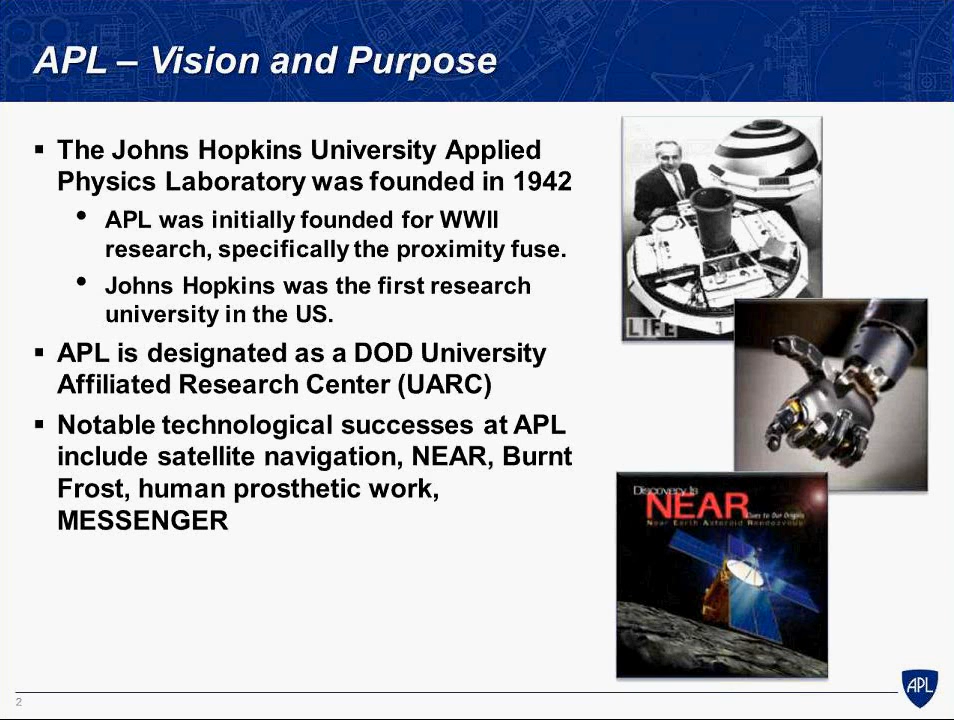 APL – Vision and Purpose
▪ The Johns Hopkins University Applied
Physics Laboratory was founded in 1942
• APL was initially founded for WWII
research, specifically the proximity fuse.
• Johns Hopkins was the first research
university in the US.
▪ APL is designated as a DOD University
Affiliated Research Center (UARC)
▪ Notable technological successes at APL
include satellite navigation, NEAR, Burnt
Frost, human prosthetic work,
MESSENGER
LIFE
Discovery is
NEAR
Clues to Our Origins
Near Earth Asteroid Rendezvous
2
APL